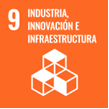 9 INDUSTRIA,
INNOVACIÓN E
INFRAESTRUCTURA